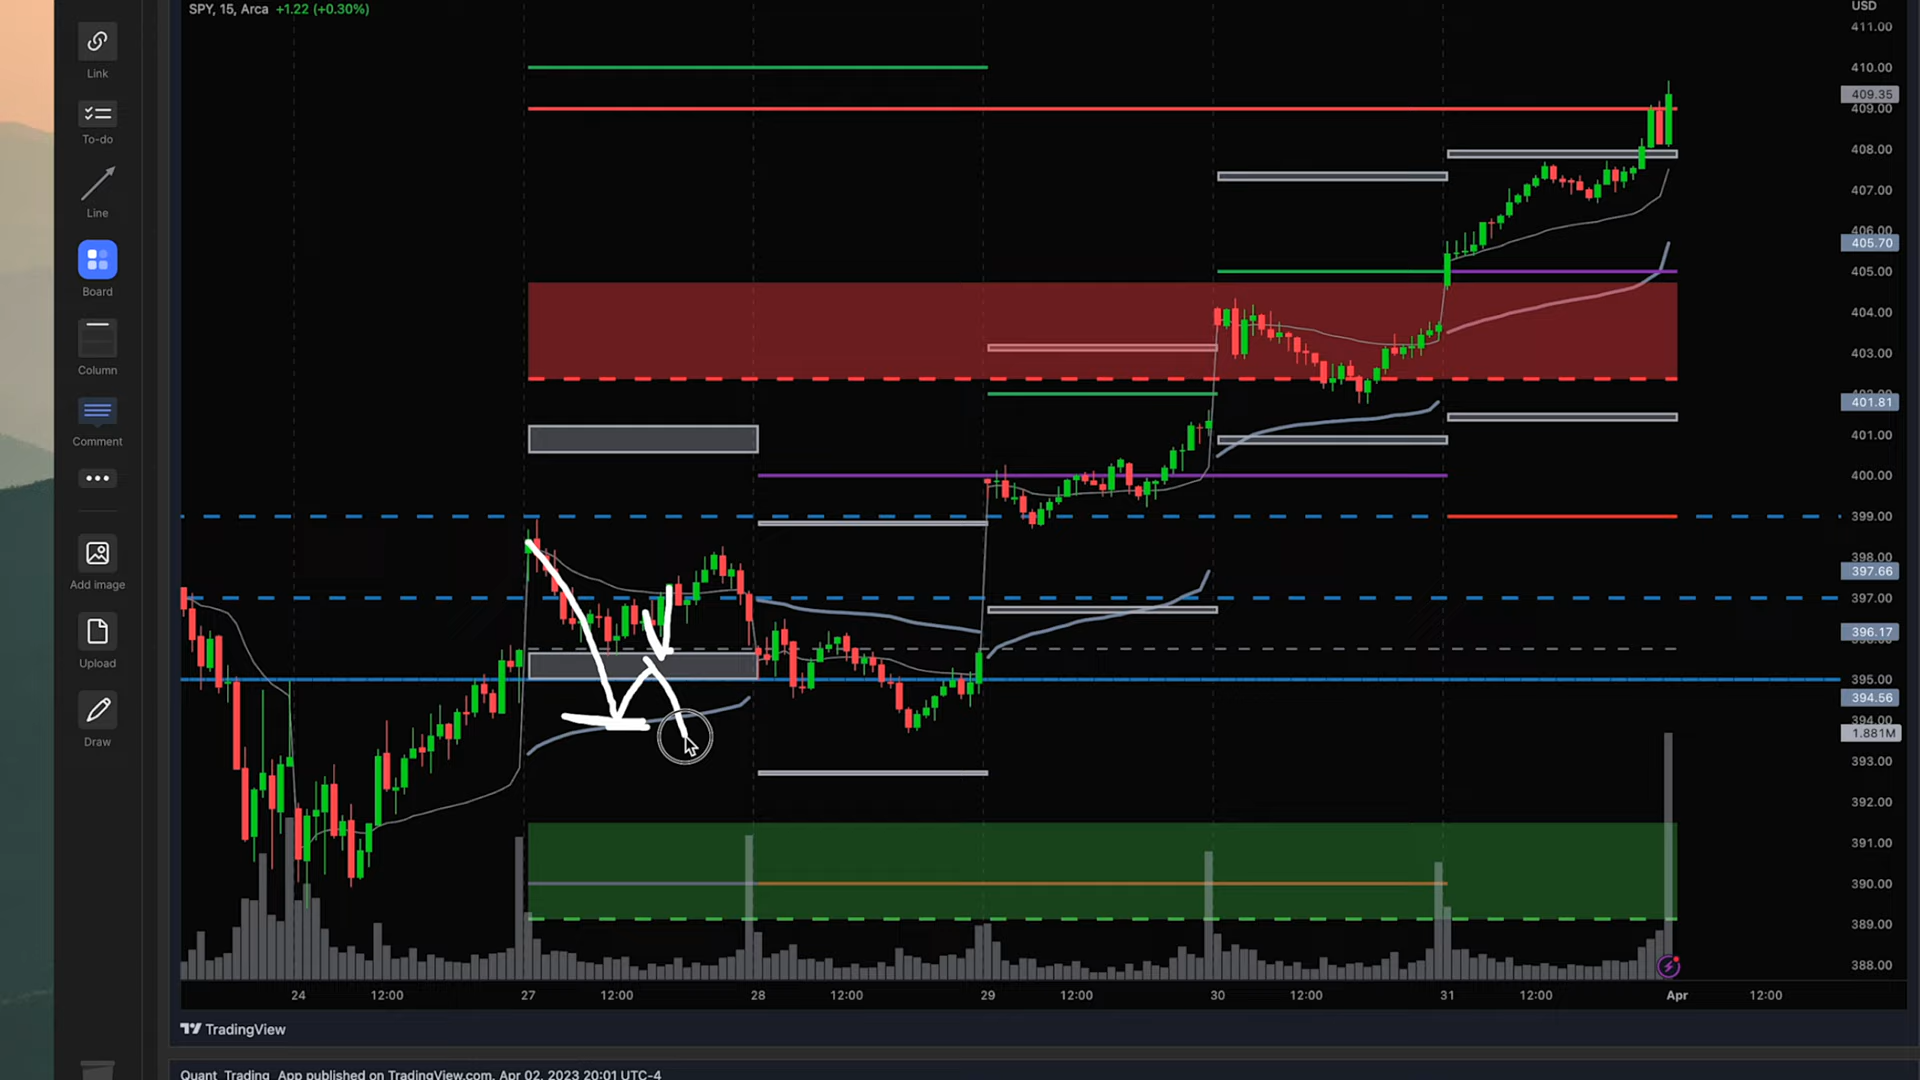 SPY, 15, Arca +1.22 (+0.30%)
USD
411.00
410.00
409.35
409.00
408.00
407.00
406.00
405.70
405.00
404.00
403.00
401.81
401.00
400.00
399.00
398.00
397.66
397.00
396.17
395.00
394.56
394.00
1.881M
393.00
392.00
391.00
390.00
389.00
388.00
Link
To-do
Line
Board
Column
Comment
Add image
Upload
Draw
24 12:00 27 12:00 28 12:00 29 12:00 30 12:00 31 12:00 Apr 12:00
TradingView
Quant_Trading_App published on TradingView.com, Apr 02, 2023 20:01 UTC-4